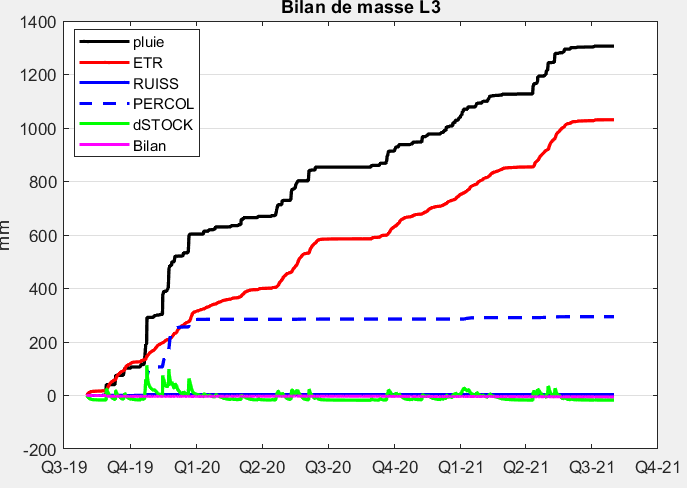 Bilan de masse L3
1400
1200
1000
800
600
400
200
0
-200
mm
pluie
ETR
RUISS
PERCOL
dSTOCK
Bilan
Q3-19 Q4-19 Q1-20 Q2-20 Q3-20 Q4-20 Q1-21 Q2-21 Q3-21 Q4-21